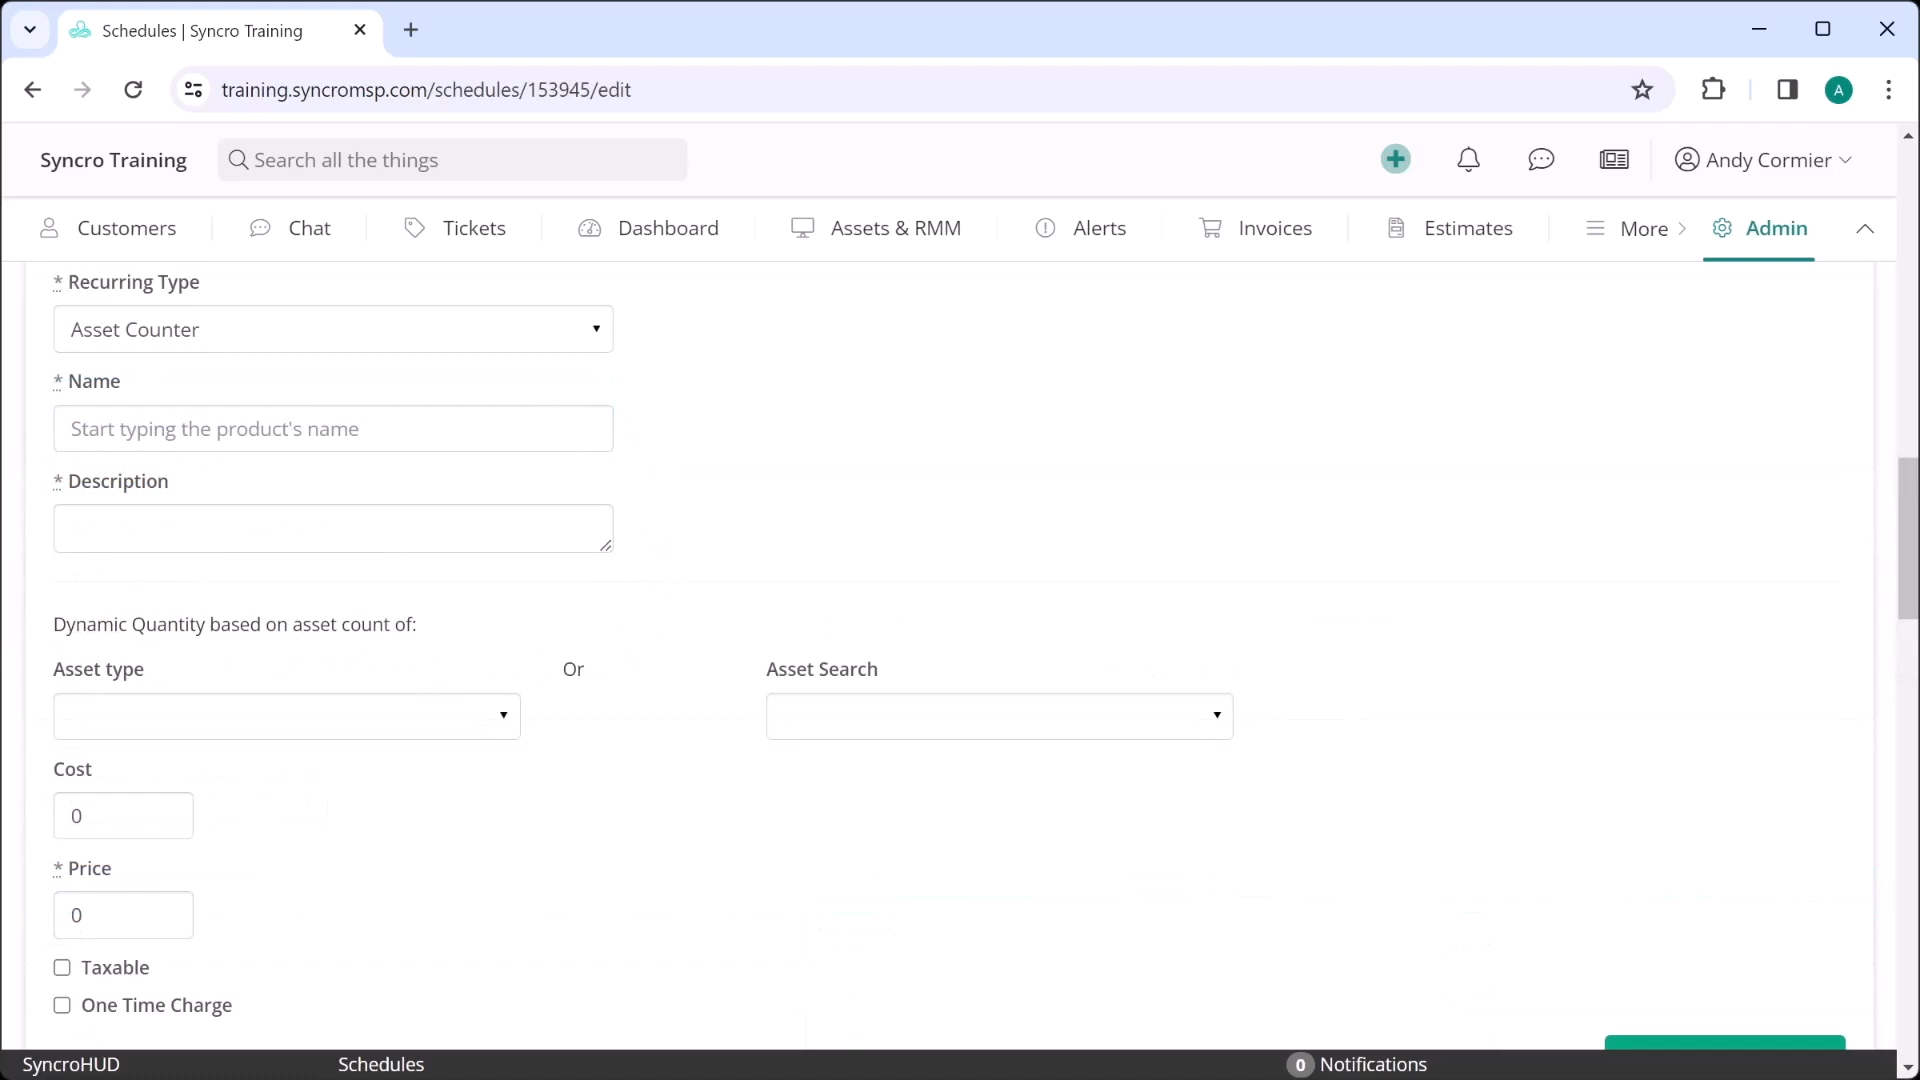 Schedules | Syncro Training
training.syncromsp.com/schedules/153945/edit
A
Syncro Training
Search all the things
Andy Cormier
Customers
Chat
Tickets
Dashboard
Assets & RMM
Alerts
Invoices
Estimates
More
Admin
* Recurring Type
Asset Counter
* Name
Start typing the product's name
* Description
Dynamic Quantity based on asset count of:
Asset type
Or
Asset Search
Cost
0
* Price
0
Taxable
One Time Charge
SyncroHUD
Schedules
0 Notifications